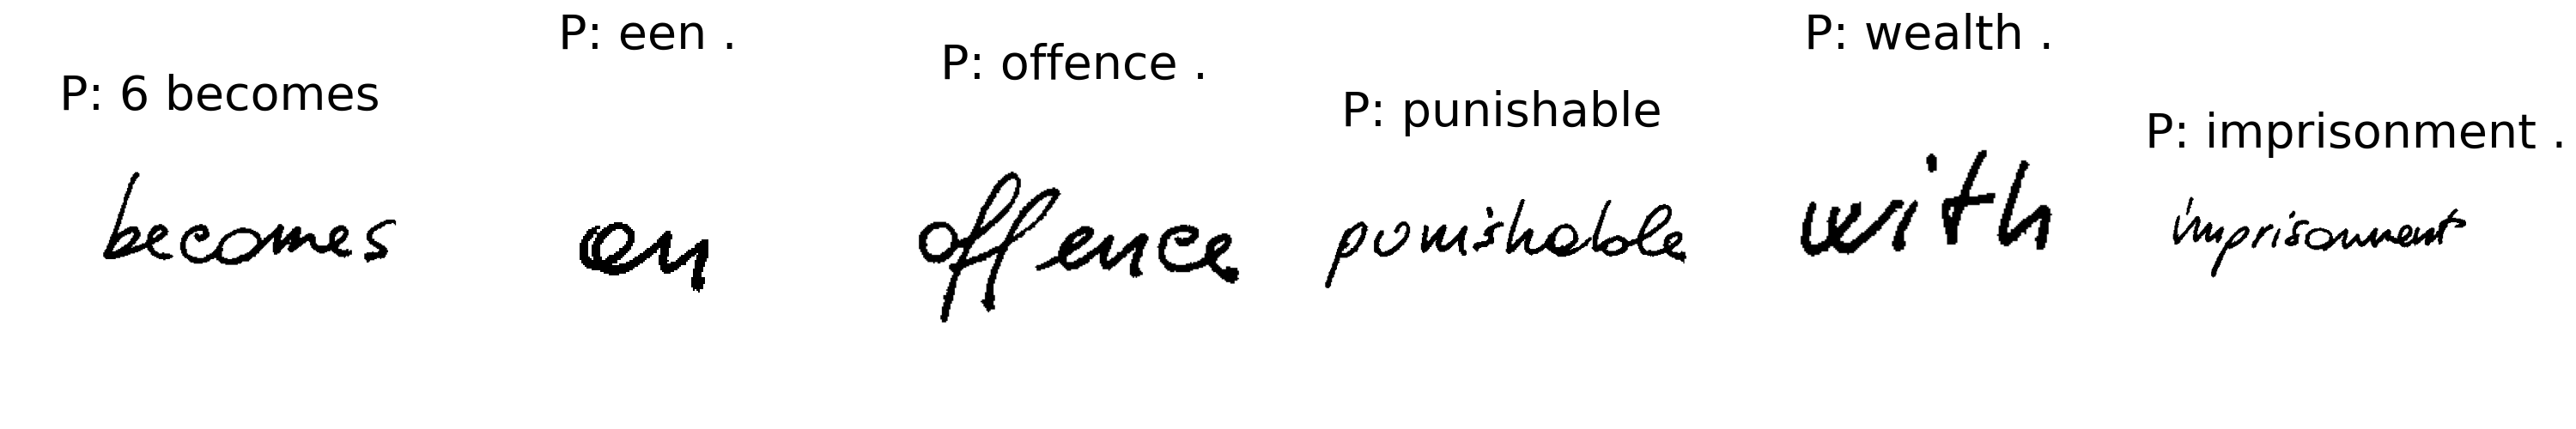 P: 6 becomes P: een . P: offence . P: punishable P: wealth . P: imprisonment .
becomes an offence punishable with imprisonment